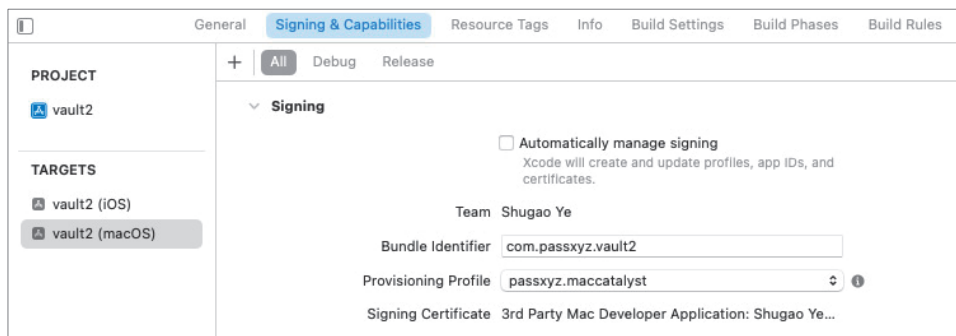 General Signing & Capabilities Resource Tags Info Build Settings Build Phases Build Rules
PROJECT
vault2
TARGETS
vault2 (iOS)
vault2 (macOS)
+ All Debug Release
Signing
Automatically manage signing
Xcode will create and update profiles, app IDs, and
certificates.
Team Shugao Ye
Bundle Identifier com.passxyz.vault2
Provisioning Profile passxyz.maccatalyst
Signing Certificate 3rd Party Mac Developer Application: Shugao Ye...